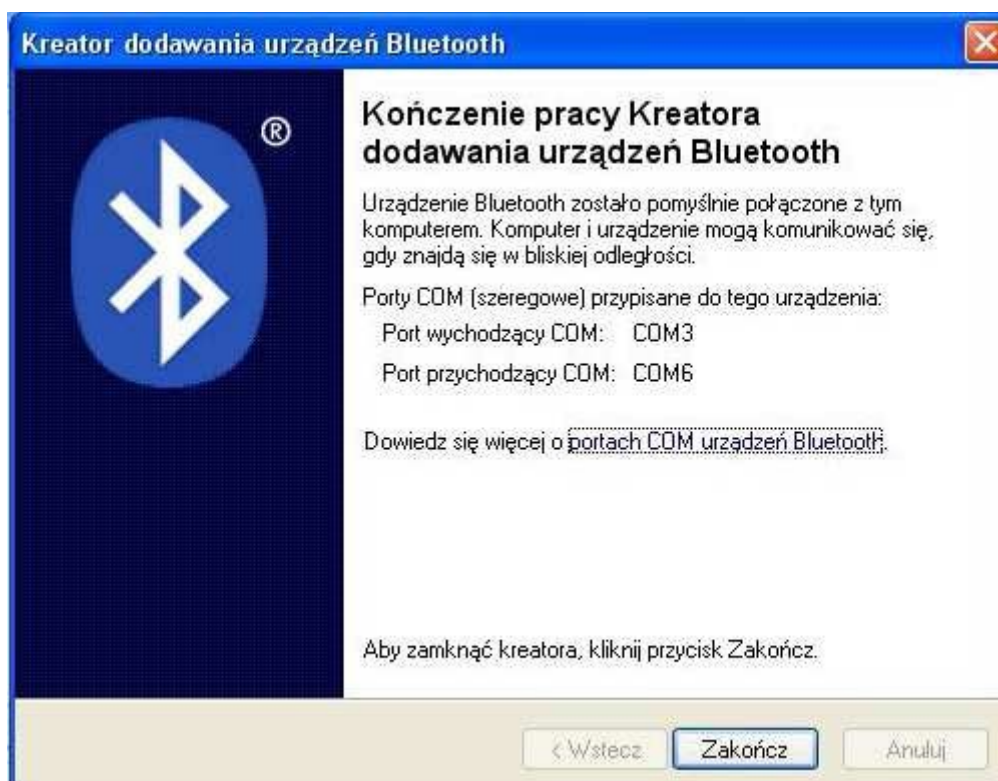 Kreator dodawania urządzeń Bluetooth
®
Kończenie pracy Kreatora
dodawania urządzeń Bluetooth
Urządzenie Bluetooth zostało pomyślnie połączone z tym
komputerem. Komputer i urządzenie mogą komunikować się,
gdy znajdą się w bliskiej odległości.
Porty COM (szeregowe) przypisane do tego urządzenia:
Port wychodzący COM: COM3
Port przychodzący COM: COM6
Dowiedz się więcej o portach COM urządzeń Bluetooth.
Aby zamknąć kreatora, kliknij przycisk Zakończ.
< Wstecz Zakończ Anuluj